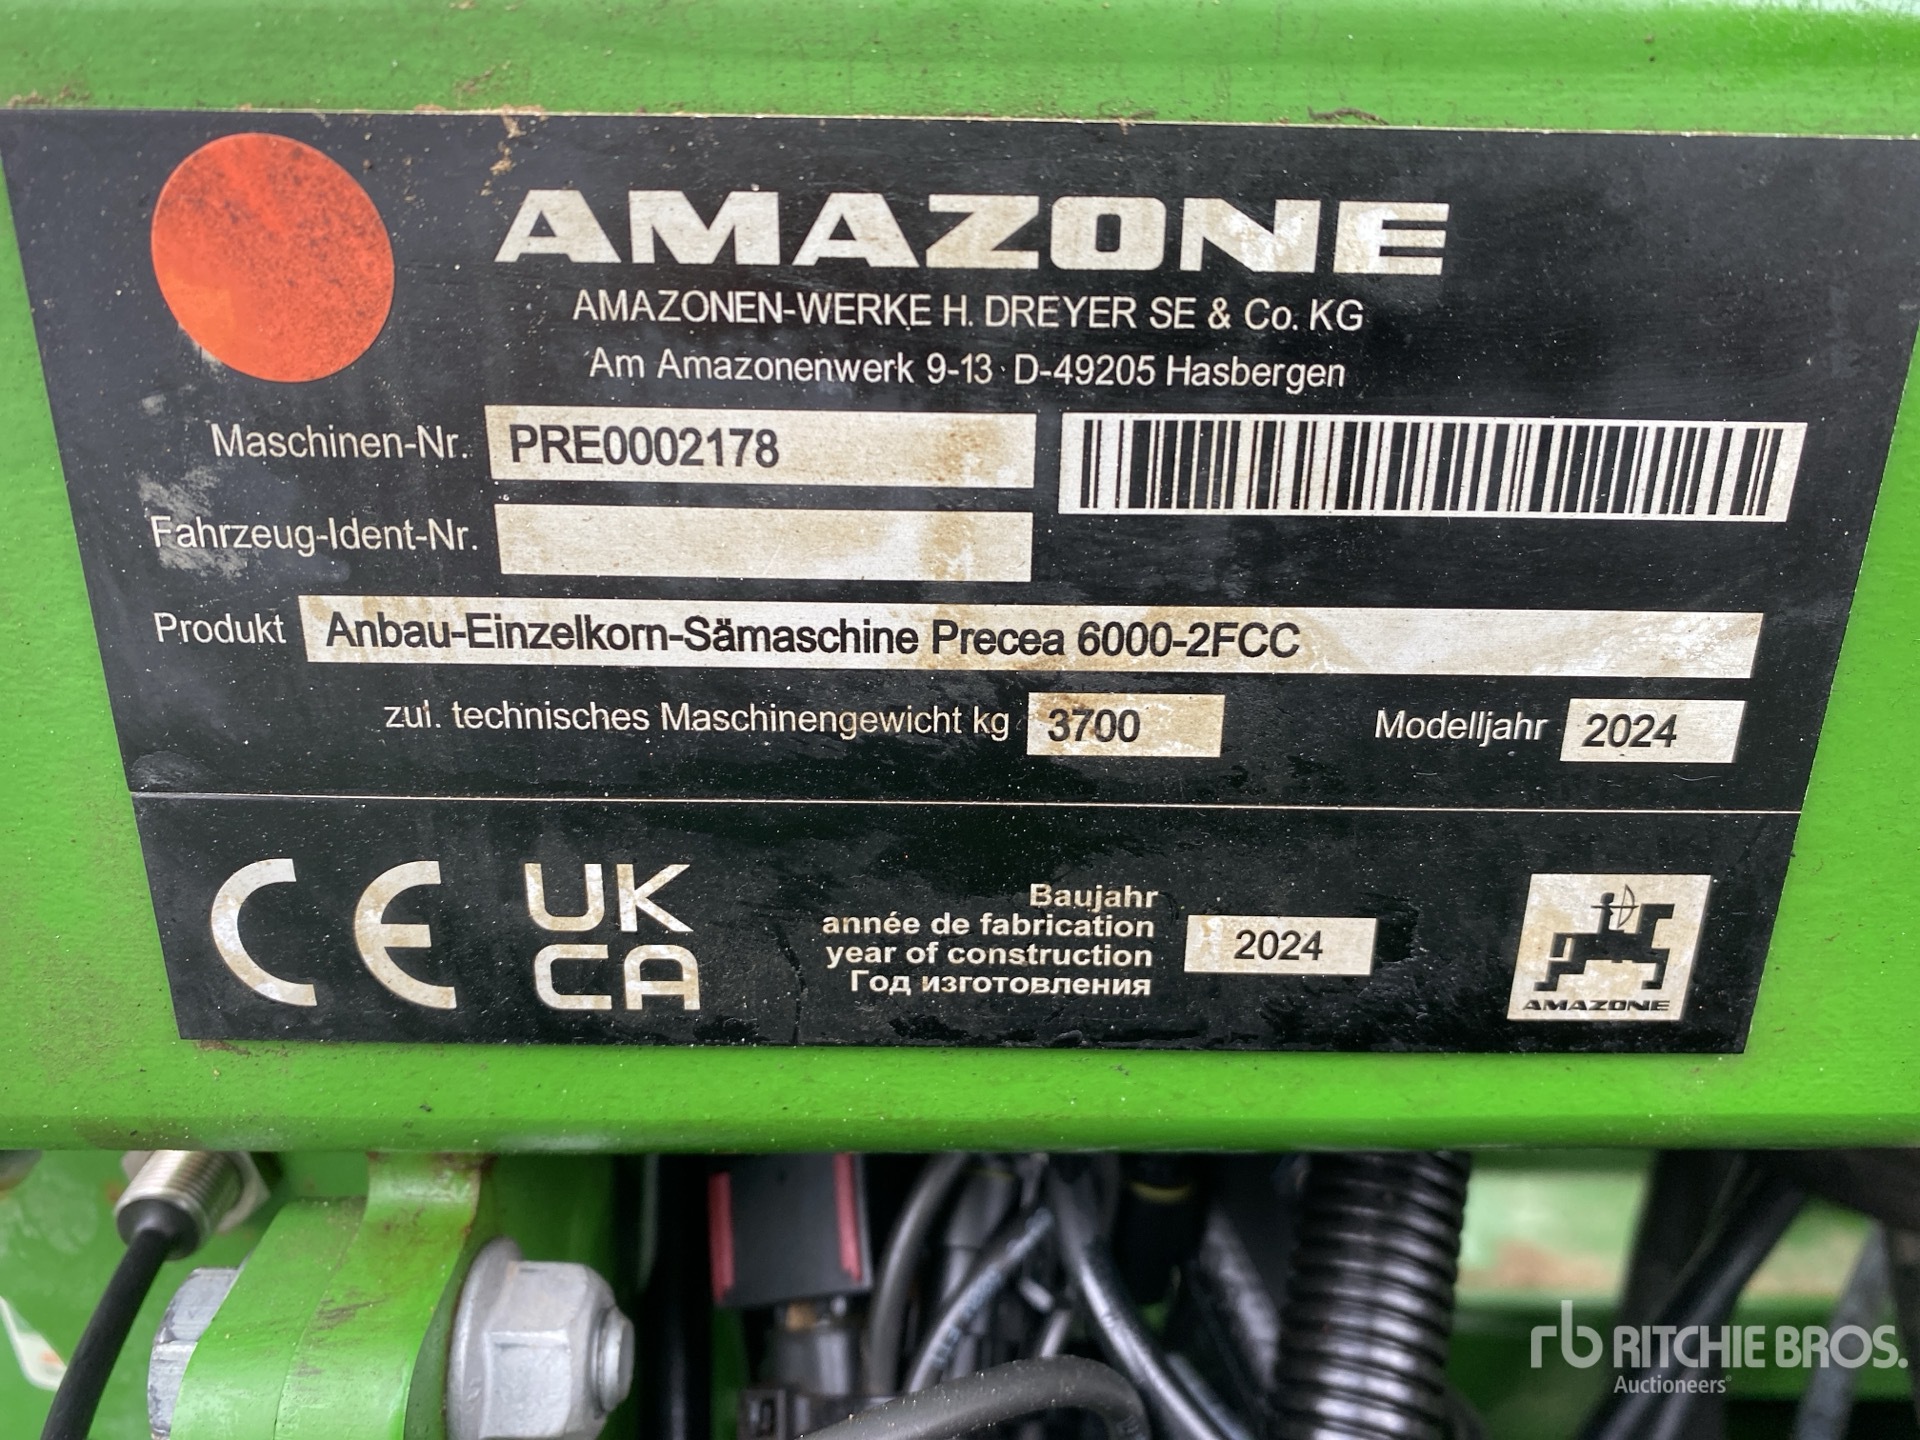 AMAZONE
AMAZONEN-WERKE H. DREYER SE & Co. KG
Am Amazonenwerk 9-13 · D-49205 Hasbergen
Maschinen-Nr. PRE0002178
Fahrzeug-Ident-Nr.
Produkt Anbau-Einzelkorn-Sämaschine Precea 6000-2FCC
zul. technisches Maschinengewicht kg 3700 Modelljahr 2024
CE UK
CA
Baujahr
année de fabrication
year of construction 2024
Год изготовления
AMAZONE
rb RITCHIE BROS.
Auctioneers